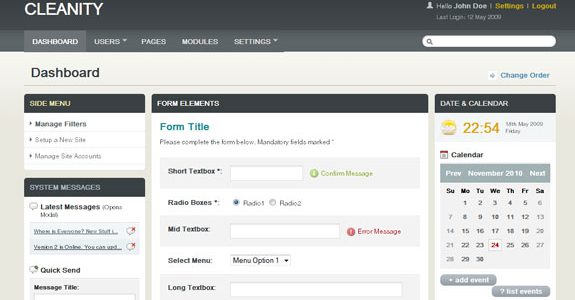 CLEANITY
Hello John Doe | Settings | Logout
Last Login: 12 May 2009
DASHBOARD USERS PAGES MODULES SETTINGS
Dashboard
Change Order
SIDE MENU
Manage Filters
Setup a New Site
Manage Site Accounts
SYSTEM MESSAGES
Latest Messages (Opens Modal)
Where is Everyone? New Stuff i...
Version 2 is Online. You can upd...
Quick Send
Message Title:
FORM ELEMENTS
Form Title
Please complete the form below. Mandatory fields marked *
Short Textbox *: Confirm Message
Radio Boxes *: Radio1 Radio2
Mid Textbox: Error Message
Select Menu: Menu Option 1
Long Textbox:
DATE & CALENDAR
22:54
18th May 2009
Friday
Calendar
Prev November 2010 Next
Su Mo Tu We Th Fr Sa
1 2 3 4 5 6
7 8 9 10 11 12 13
14 15 16 17 18 19 20
21 22 23 24 25 26 27
28 29 30
+ add event
? list events